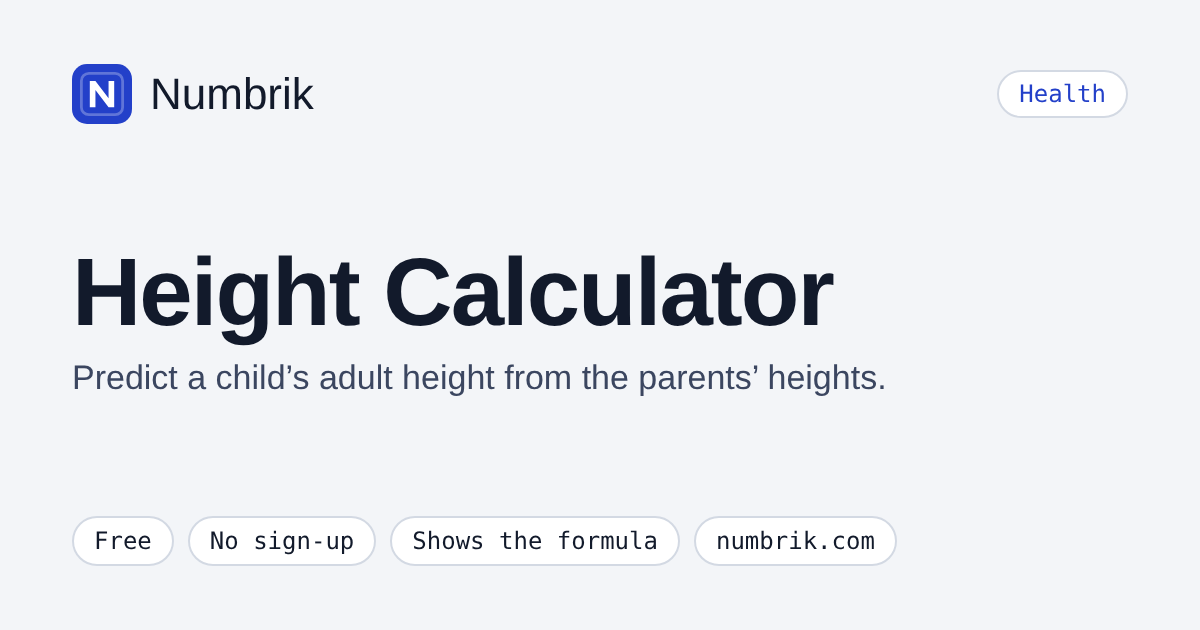 N Numbrik
Health
Height Calculator
Predict a child’s adult height from the parents’ heights.
Free
No sign-up
Shows the formula
numbrik.com